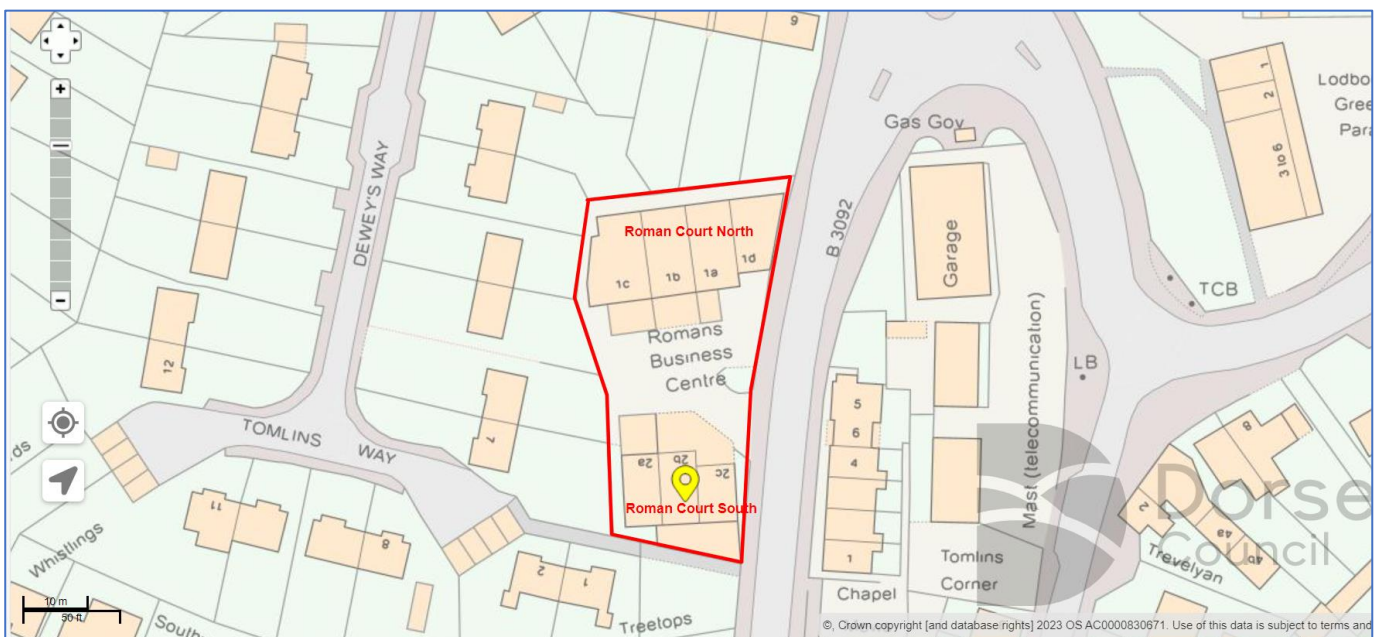 9
Lodbo
Gree
Para
1
2
3 to 6
Gas Gov
DEWEY'S WAY
B 3092
Garage
Roman Court North
1c
1b
1a
1d
TCB
Romans
Business
Centre
Mast (telecommunication)
LB
12
7
5
6
4
1
8
TOMLINS WAY
2a
2b
2c
Roman Court South
ds
11
8
Whistlings
2
1
Tomlins
Corner
Chapel
2
4a
4b
Trevelyan
Dorse
Council
10 m
50 ft
South
Treetops
©, Crown copyright [and database rights] 2023 OS AC0000830671. Use of this data is subject to terms and